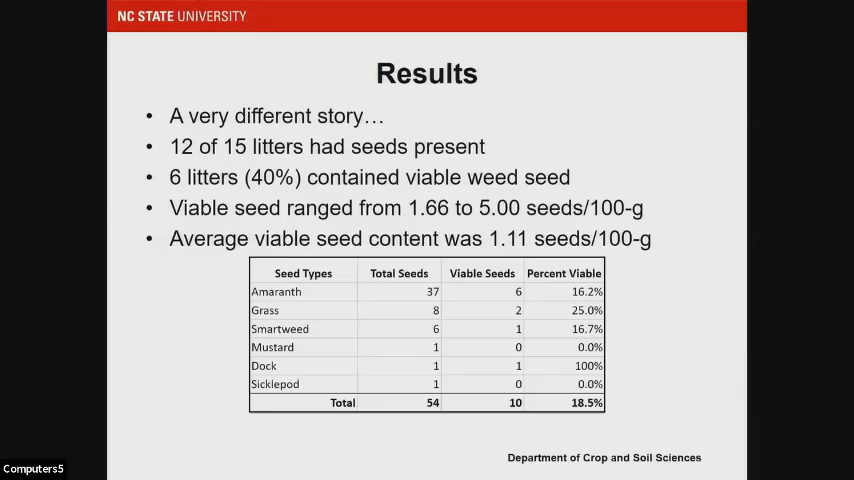 NC STATE UNIVERSITY
Results
• A very different story…
• 12 of 15 litters had seeds present
• 6 litters (40%) contained viable weed seed
• Viable seed ranged from 1.66 to 5.00 seeds/100-g
• Average viable seed content was 1.11 seeds/100-g
Seed Types Total Seeds Viable Seeds Percent Viable
Amaranth 37 6 16.2%
Grass 8 2 25.0%
Smartweed 6 1 16.7%
Mustard 1 0 0.0%
Dock 1 1 100%
Sicklepod 1 0 0.0%
Total 54 10 18.5%
Department of Crop and Soil Sciences
Computers5